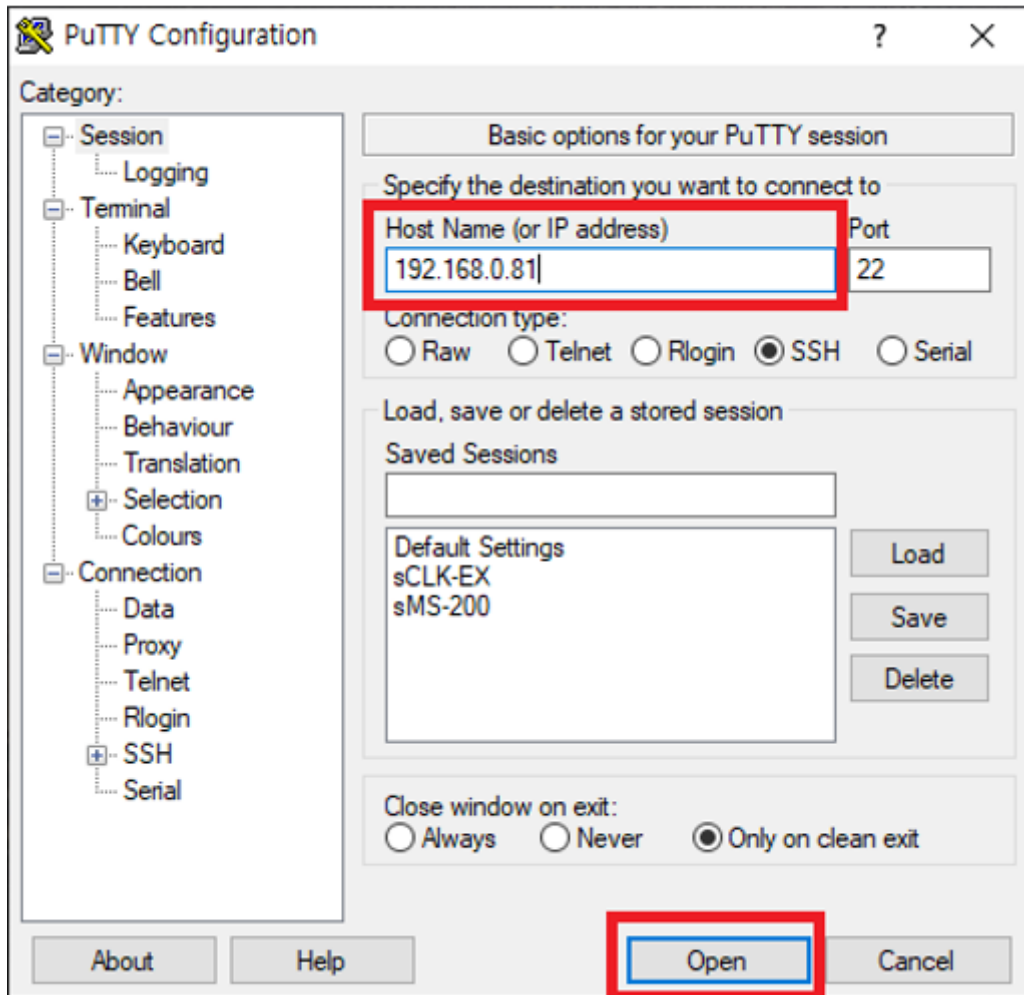 PuTTY Configuration
?
Category:
Session
Logging
Terminal
Keyboard
Bell
Features
Window
Appearance
Behaviour
Translation
Selection
Colours
Connection
Data
Proxy
Telnet
Rlogin
SSH
Serial
Basic options for your PuTTY session
Specify the destination you want to connect to
Host Name (or IP address) Port
192.168.0.81 22
Connection type:
Raw Telnet Rlogin SSH Serial
Load, save or delete a stored session
Saved Sessions
Default Settings
sCLK-EX
sMS-200
Load
Save
Delete
Close window on exit:
Always Never Only on clean exit
About Help Open Cancel